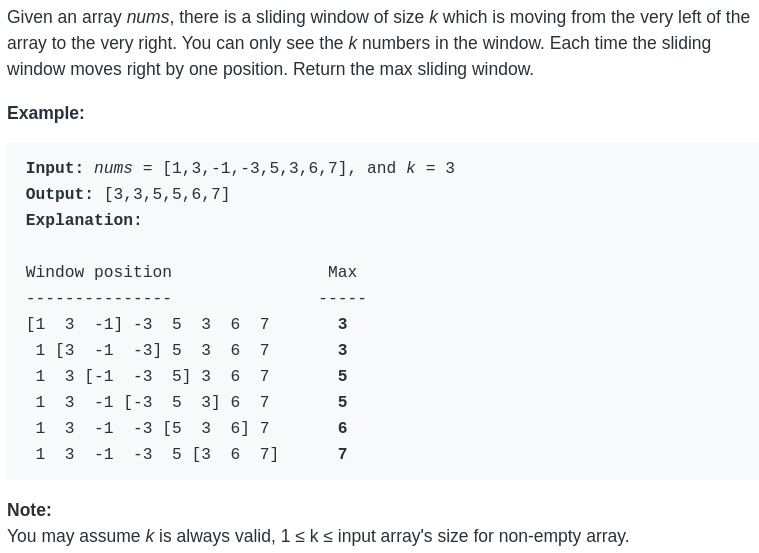 Given an array nums, there is a sliding window of size k which is moving from the very left of the
array to the very right. You can only see the k numbers in the window. Each time the sliding
window moves right by one position. Return the max sliding window.
Example:
Input: nums = [1,3,-1,-3,5,3,6,7], and k = 3
Output: [3,3,5,5,6,7]
Explanation:
Window position                Max
---------------               -----
[1  3  -1] -3  5  3  6  7       3
 1 [3  -1  -3] 5  3  6  7       3
 1  3 [-1  -3  5] 3  6  7       5
 1  3  -1 [-3  5  3] 6  7       5
 1  3  -1  -3 [5  3  6] 7       6
 1  3  -1  -3  5 [3  6  7]      7
Note:
You may assume k is always valid, 1 ≤ k ≤ input array's size for non-empty array.